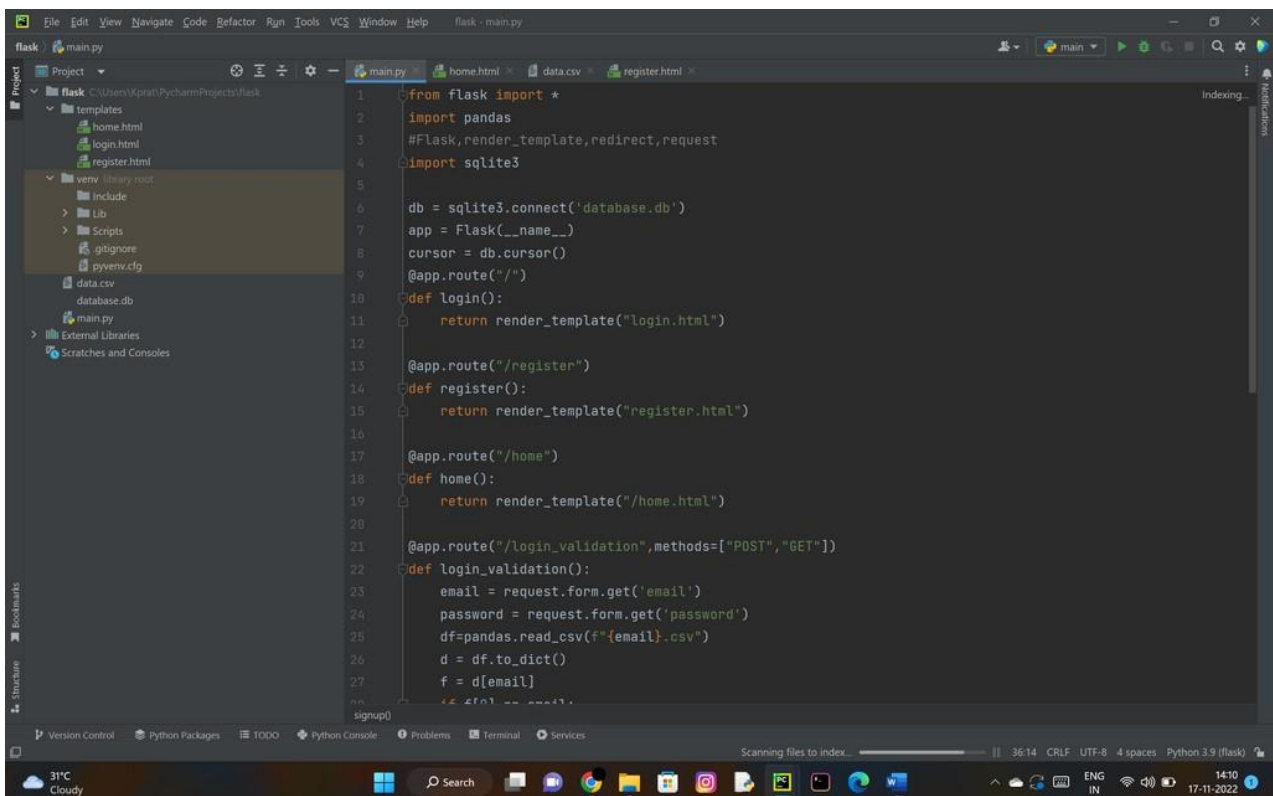 File Edit View Navigate Code Refactor Run Tools VCS Window Help flask - main.py
flask main.py main
Project main.py home.html data.csv register.html
Project
flask C:\Users\Kprat\PycharmProjects\flask
templates
home.html
login.html
register.html
venv library root
Include
Lib
Scripts
.gitignore
pyvenv.cfg
data.csv
database.db
main.py
External Libraries
Scratches and Consoles
Bookmarks
Structure
1 from flask import *
2 import pandas
3 #Flask,render_template,redirect,request
4 import sqlite3
5
6 db = sqlite3.connect('database.db')
7 app = Flask(__name__)
8 cursor = db.cursor()
9 @app.route("/")
10 def login():
11 return render_template("login.html")
12
13 @app.route("/register")
14 def register():
15 return render_template("register.html")
16
17 @app.route("/home")
18 def home():
19 return render_template("/home.html")
20
21 @app.route("/login_validation",methods=["POST","GET"])
22 def login_validation():
23 email = request.form.get('email')
24 password = request.form.get('password')
25 df=pandas.read_csv(f"{email}.csv")
26 d = df.to_dict()
27 f = d[email]
signup()
Indexing...
Notifications
Version Control Python Packages TODO Python Console Problems Terminal Services
Scanning files to index... 36:14 CRLF UTF-8 4 spaces Python 3.9 (flask)
31°C
Cloudy
Search
ENG
IN
14:10
17-11-2022
1